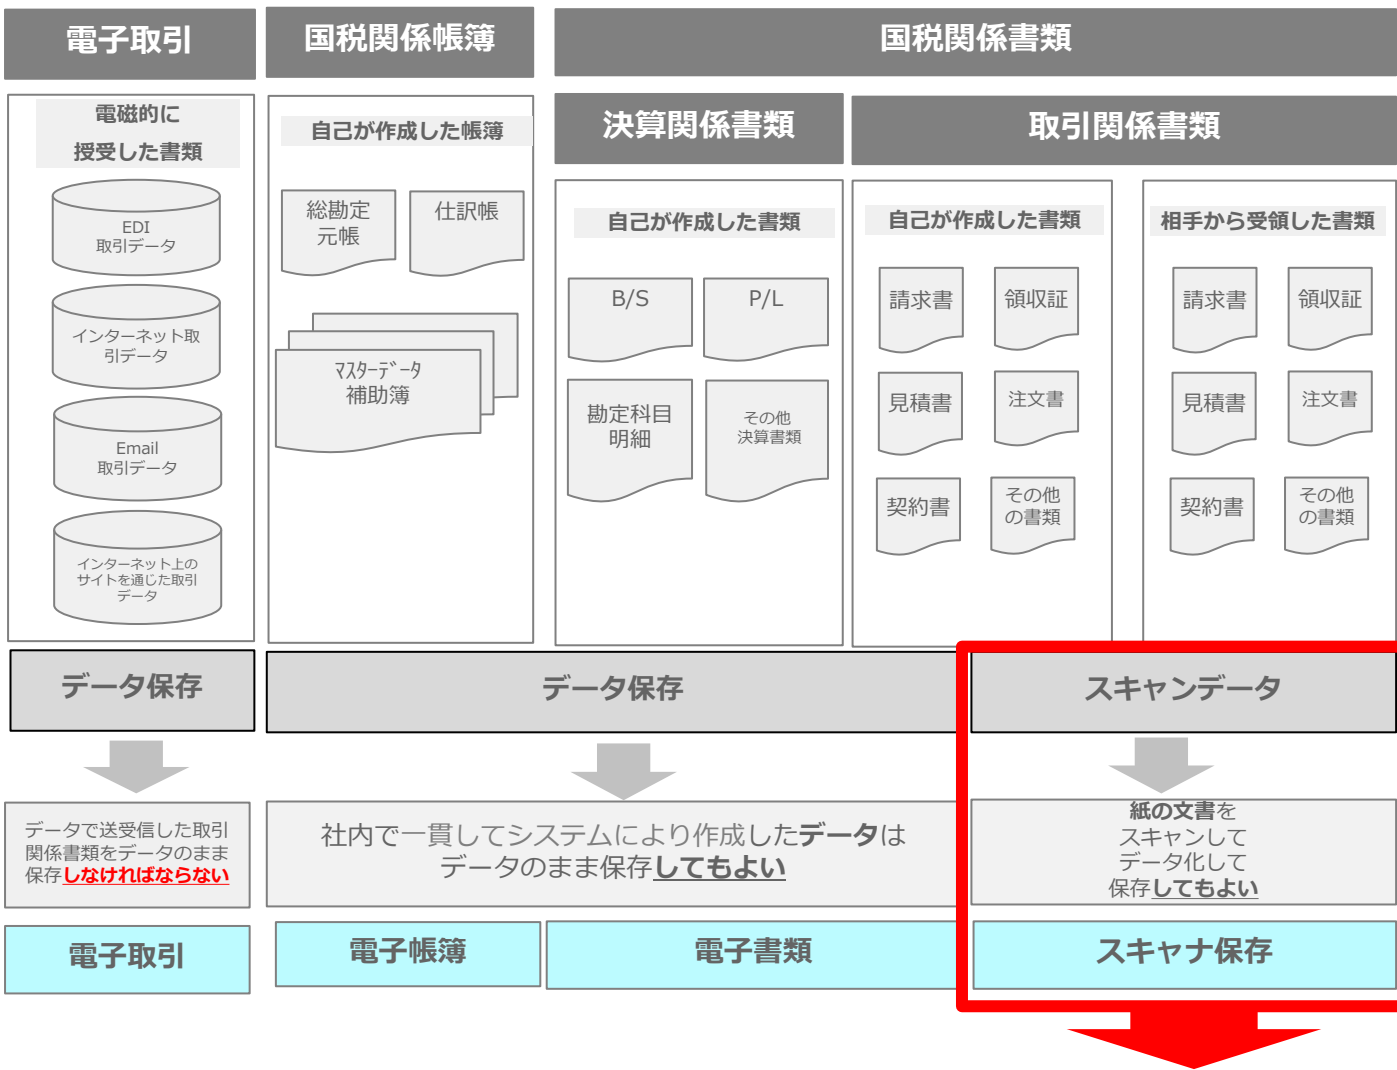 電子取引
国税関係帳簿
国税関係書類
電磁的に
授受した書類
EDI
取引データ
インターネット取
引データ
Email
取引データ
インターネット上の
サイトを通じた取引
データ
自己が作成した帳簿
総勘定
元帳
仕訳帳
ﾏｽﾀｰﾃﾞｰﾀ
補助簿
決算関係書類
自己が作成した書類
B/S
P/L
勘定科目
明細
その他
決算書類
取引関係書類
自己が作成した書類
請求書
領収証
見積書
注文書
契約書
その他
の書類
相手から受領した書類
請求書
領収証
見積書
注文書
契約書
その他
の書類
データ保存
データ保存
スキャンデータ
データで送受信した取引
関係書類をデータのまま
保存しなければならない
社内で一貫してシステムにより作成したデータは
データのまま保存してもよい
紙の文書を
スキャンして
データ化して
保存してもよい
電子取引
電子帳簿
電子書類
スキャナ保存